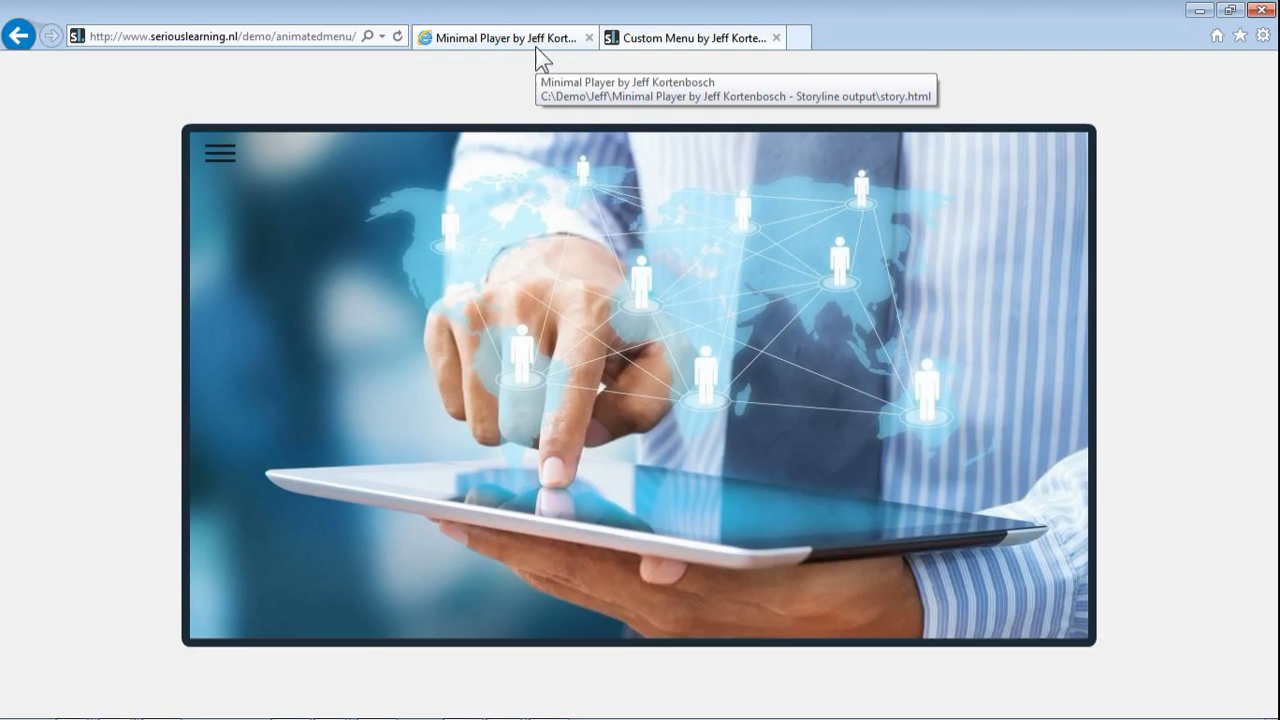 http://www.seriouslearning.nl/demo/animatedmenu/
Minimal Player by Jeff Kort...
Custom Menu by Jeff Korte...
Minimal Player by Jeff Kortenbosch
C:\Demo\Jeff\Minimal Player by Jeff Kortenbosch - Storyline output\story.html